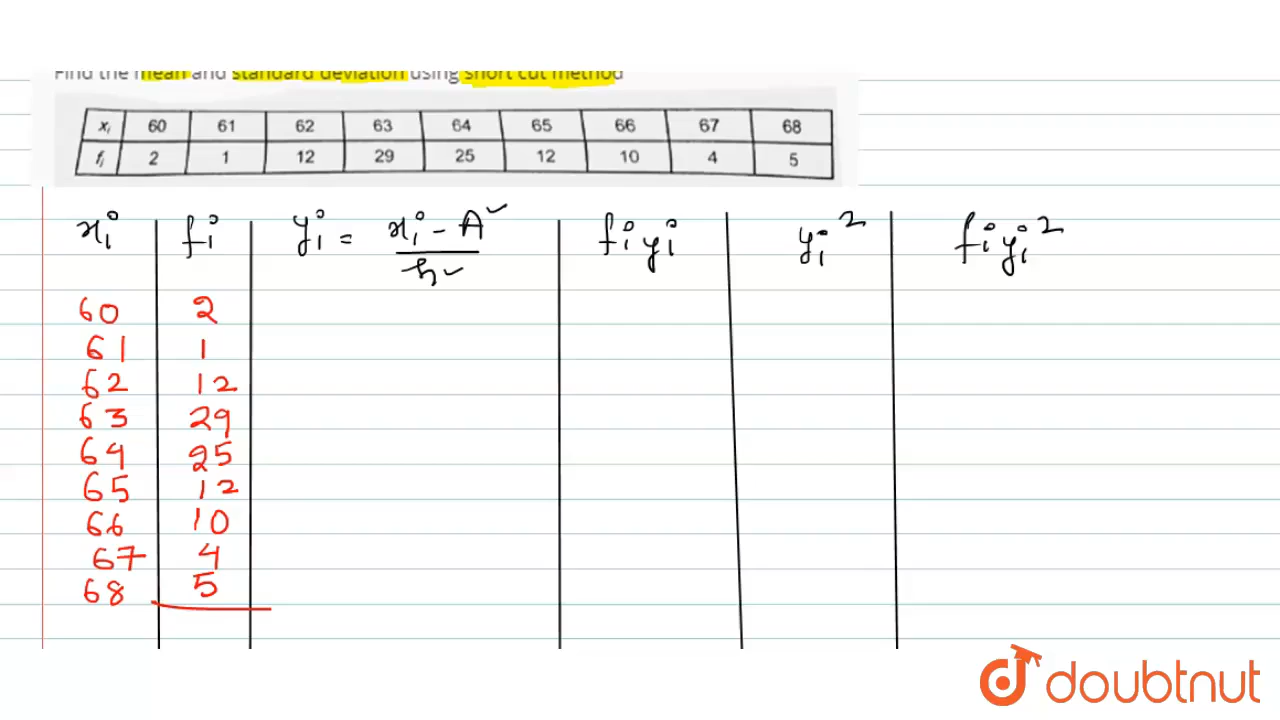 Find the mean and standard deviation using short cut method
xᵢ 60 61 62 63 64 65 66 67 68
fᵢ 2 1 12 29 25 12 10 4 5
xᵢ fᵢ yᵢ = (xᵢ - A)/h fᵢyᵢ yᵢ² fᵢyᵢ²
60 2
61 1
62 12
63 29
64 25
65 12
66 10
67 4
68 5
doubtnut